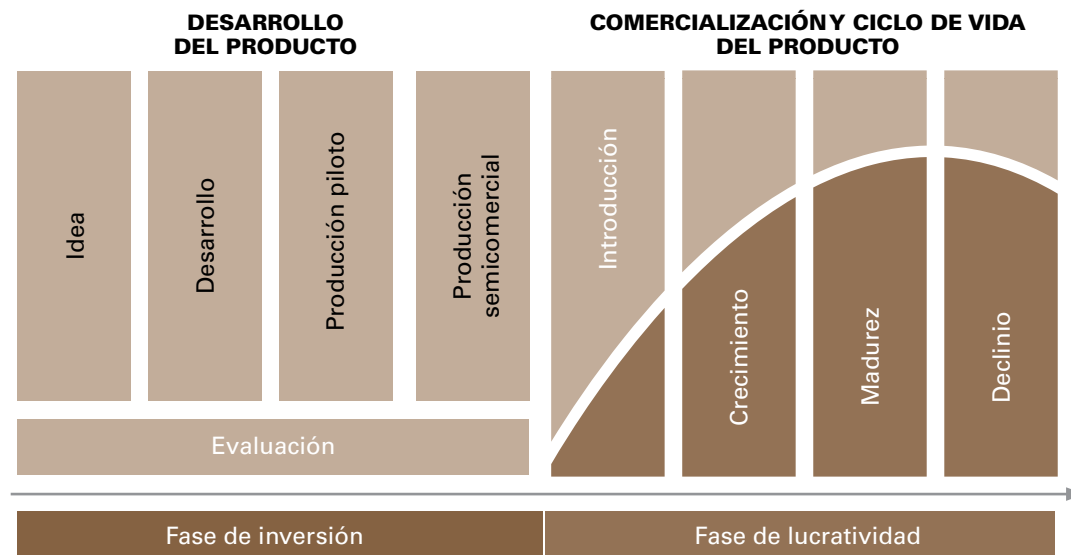 DESARROLLO
DEL PRODUCTO
COMERCIALIZACIÓN Y CICLO DE VIDA
DEL PRODUCTO
Idea
Desarrollo
Producción piloto
Producción
semicomercial
Introducción
Crecimiento
Madurez
Declinio
Evaluación
Fase de inversión
Fase de lucratividad